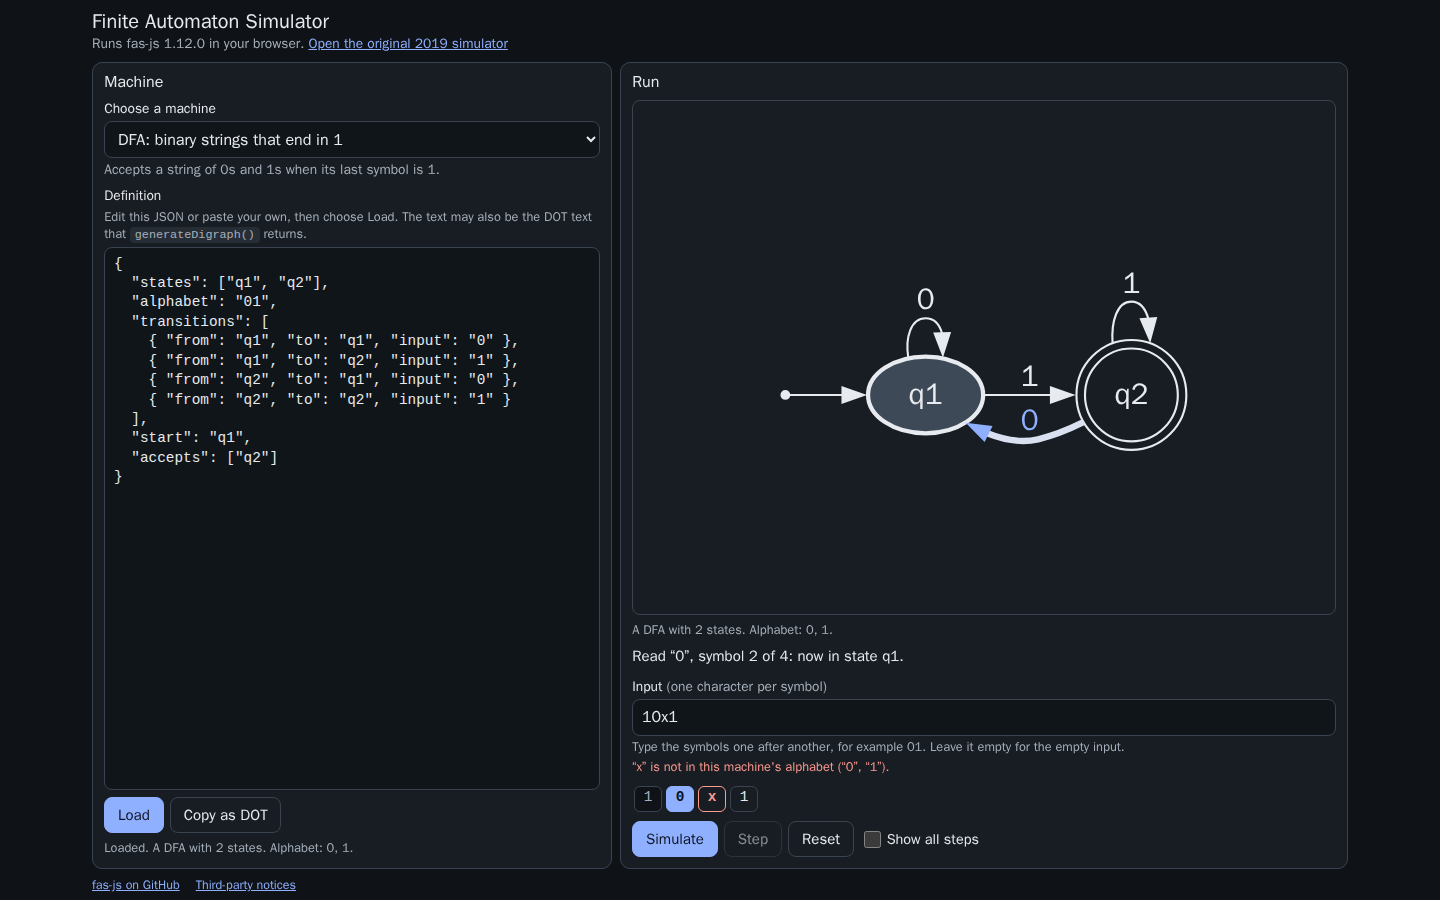 Finite Automaton Simulator
Runs fas-js 1.12.0 in your browser. Open the original 2019 simulator
Machine
Choose a machine
DFA: binary strings that end in 1
Accepts a string of 0s and 1s when its last symbol is 1.
Definition
Edit this JSON or paste your own, then choose Load. The text may also be the DOT text
that generateDigraph() returns.
{
  "states": ["q1", "q2"],
  "alphabet": "01",
  "transitions": [
    { "from": "q1", "to": "q1", "input": "0" },
    { "from": "q1", "to": "q2", "input": "1" },
    { "from": "q2", "to": "q1", "input": "0" },
    { "from": "q2", "to": "q2", "input": "1" }
  ],
  "start": "q1",
  "accepts": ["q2"]
}
Load Copy as DOT
Loaded. A DFA with 2 states. Alphabet: 0, 1.
Run
1
0
1
q1 q2
0
A DFA with 2 states. Alphabet: 0, 1.
Read “0”, symbol 2 of 4: now in state q1.
Input (one character per symbol)
10x1
Type the symbols one after another, for example 01. Leave it empty for the empty input.
“x” is not in this machine's alphabet (“0”, “1”).
1 0 x 1
Simulate Step Reset Show all steps
fas-js on GitHub Third-party notices